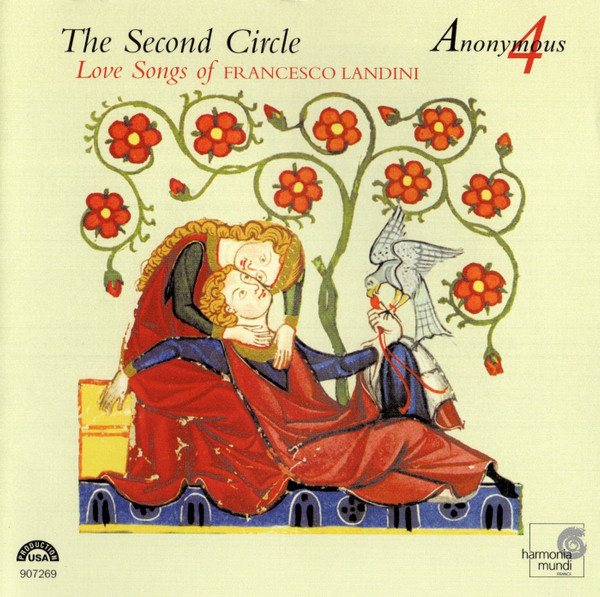 The Second Circle
Love Songs of FRANCESCO LANDINI
Anonymous
4
PRODUCTION
USA
907269
harmonia
mundi
FRANCE